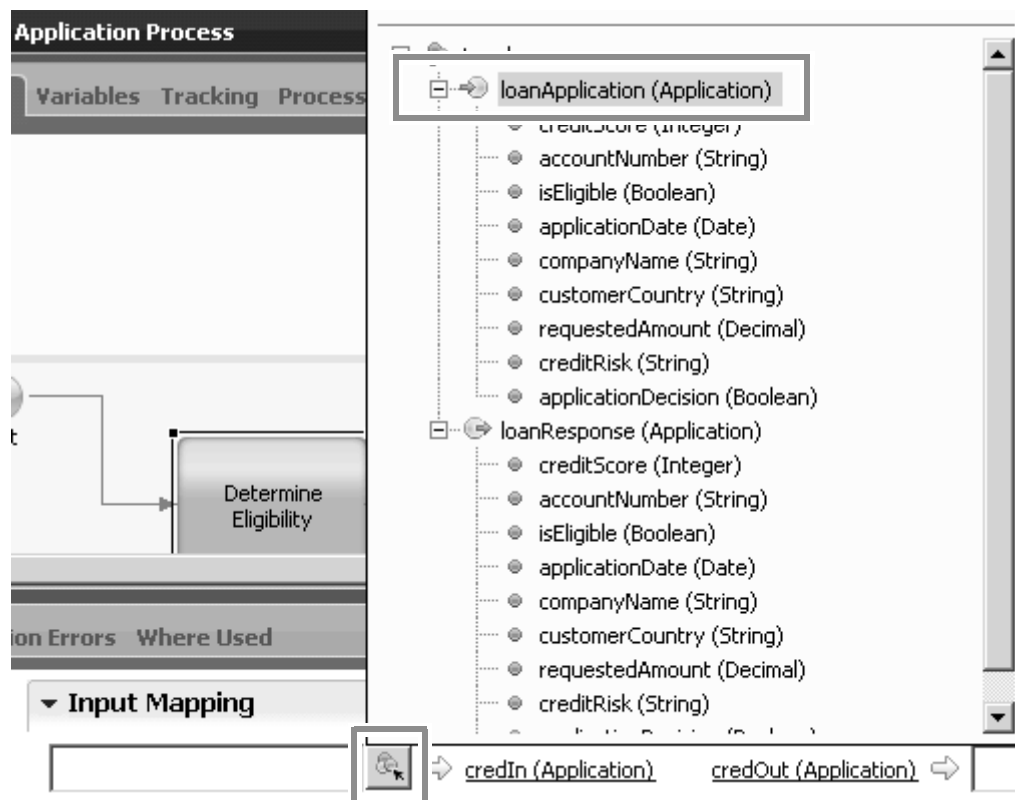 Application Process
Variables Tracking Process
loanApplication (Application)
creditScore (Integer)
accountNumber (String)
isEligible (Boolean)
applicationDate (Date)
companyName (String)
customerCountry (String)
requestedAmount (Decimal)
creditRisk (String)
applicationDecision (Boolean)
loanResponse (Application)
creditScore (Integer)
accountNumber (String)
isEligible (Boolean)
applicationDate (Date)
companyName (String)
customerCountry (String)
requestedAmount (Decimal)
creditRisk (String)
t
Determine
Eligibility
ion Errors Where Used
Input Mapping
credIn (Application) credOut (Application)